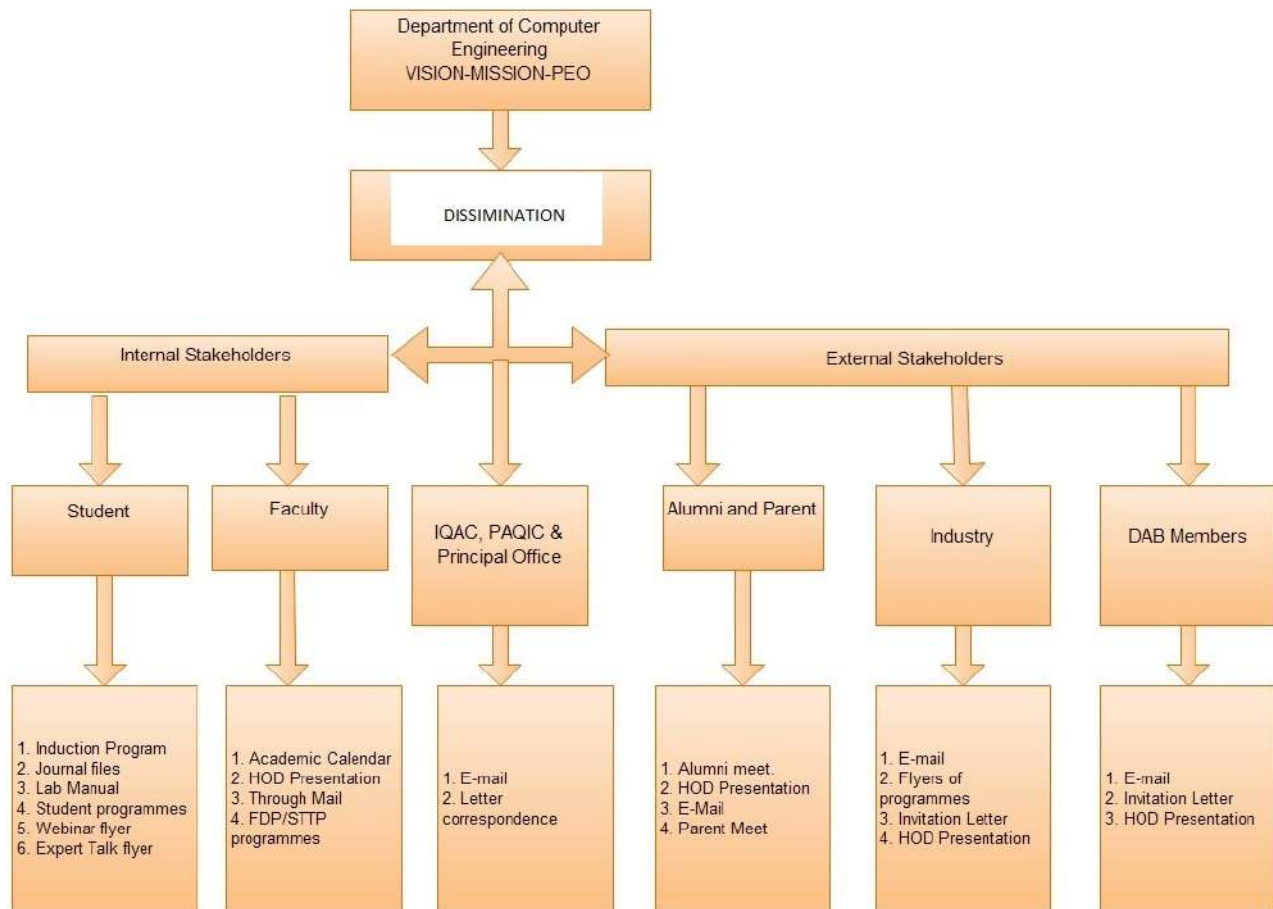 Department of Computer
Engineering
VISION-MISSION-PEO
DISSIMINATION
Internal Stakeholders
External Stakeholders
Student
Faculty
IQAC, PAQIC &
Principal Office
Alumni and Parent
Industry
DAB Members
1. Induction Program
2. Journal files
3. Lab Manual
4. Student programmes
5. Webinar flyer
6. Expert Talk flyer
1. Academic Calendar
2. HOD Presentation
3. Through Mail
4. FDP/STTP
programmes
1. E-mail
2. Letter
correspondence
1. Alumni meet.
2. HOD Presentation
3. E-Mail
4. Parent Meet
1. E-mail
2. Flyers of
programmes
3. Invitation Letter
4. HOD Presentation
1. E-mail
2. Invitation Letter
3. HOD Presentation